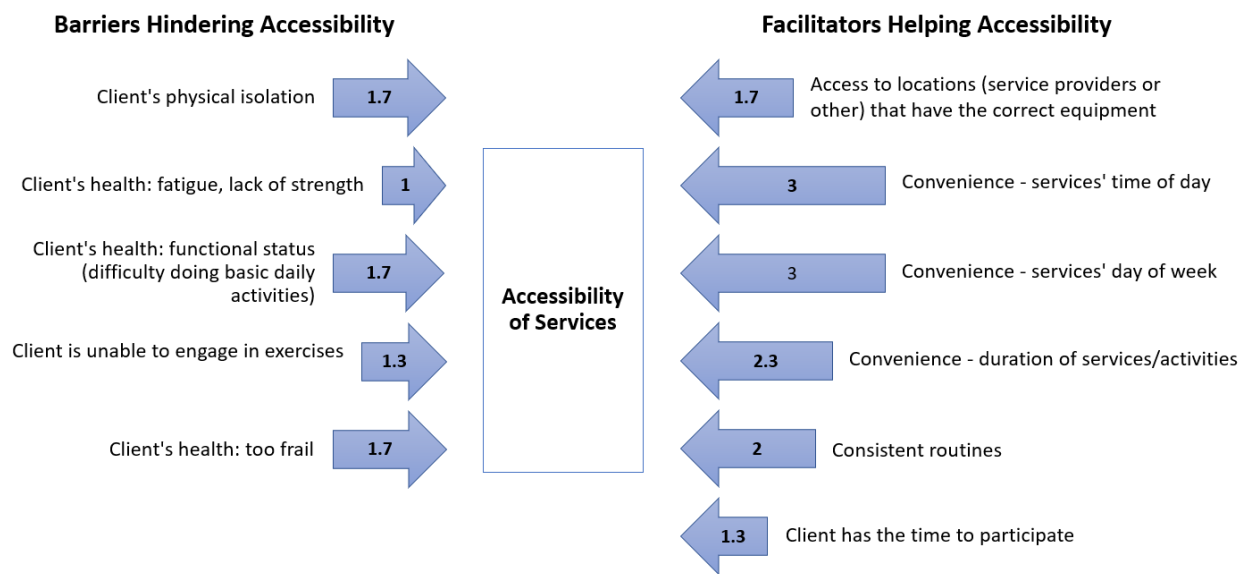 Barriers Hindering Accessibility
Facilitators Helping Accessibility
Client's physical isolation
1.7
Client's health: fatigue, lack of strength
1
Client's health: functional status
(difficulty doing basic daily
activities)
1.7
Client is unable to engage in exercises
1.3
Client's health: too frail
1.7
Accessibility
of Services
1.7
Access to locations (service providers or
other) that have the correct equipment
3
Convenience - services' time of day
3
Convenience - services' day of week
2.3
Convenience - duration of services/activities
2
Consistent routines
1.3
Client has the time to participate